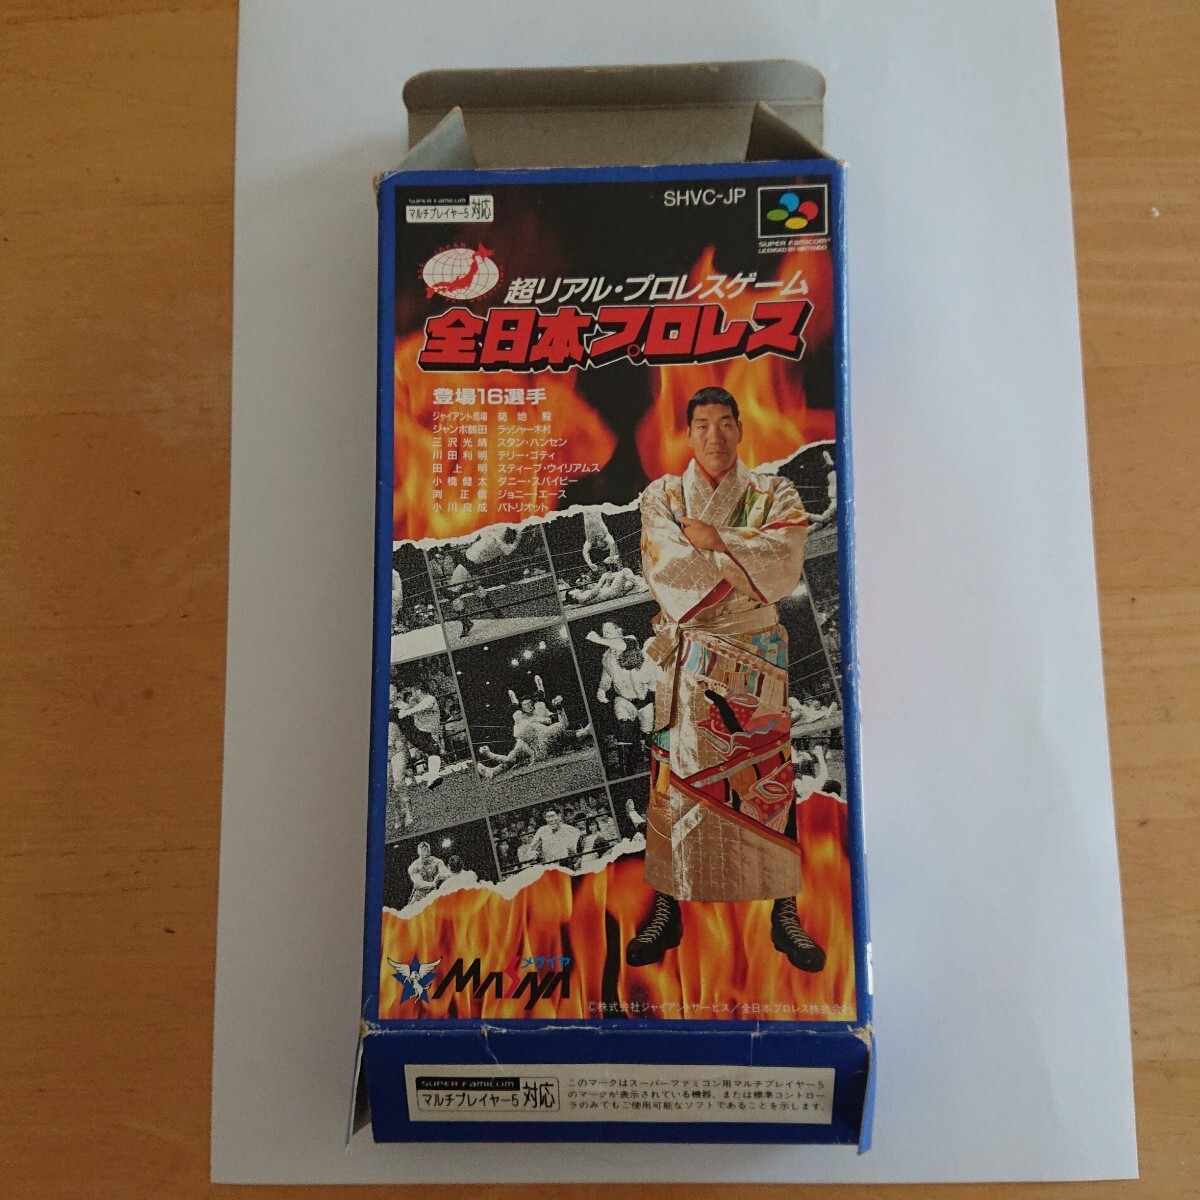 SUPER FAMICOM
マルチプレイヤー5 対応
SHVC-JP
SUPER FAMICOM
LICENSED BY NINTENDO
JAPAN
超リアル・プロレスゲーム
全日本プロレス
登場16選手
ジャイアント馬場 菊地毅
ジャンボ鶴田 ラッシャー木村
三沢光晴 スタン・ハンセン
川田利明 テリー・ゴディ
田上明 スティーブ・ウイリアムス
小橋健太 ダニー・スパイビー
渕正信 ジョニー・エース
小川良成 パトリオット
メサイヤ
MASAYA
©株式会社ジャイアントサービス/全日本プロレス株式会社
SUPER FAMICOM
マルチプレイヤー5 対応
このマークはスーパーファミコン用マルチプレイヤー5
のマークが表示されている機器、または標準コントロー
ラのみでもご使用可能なソフトであることを示します。